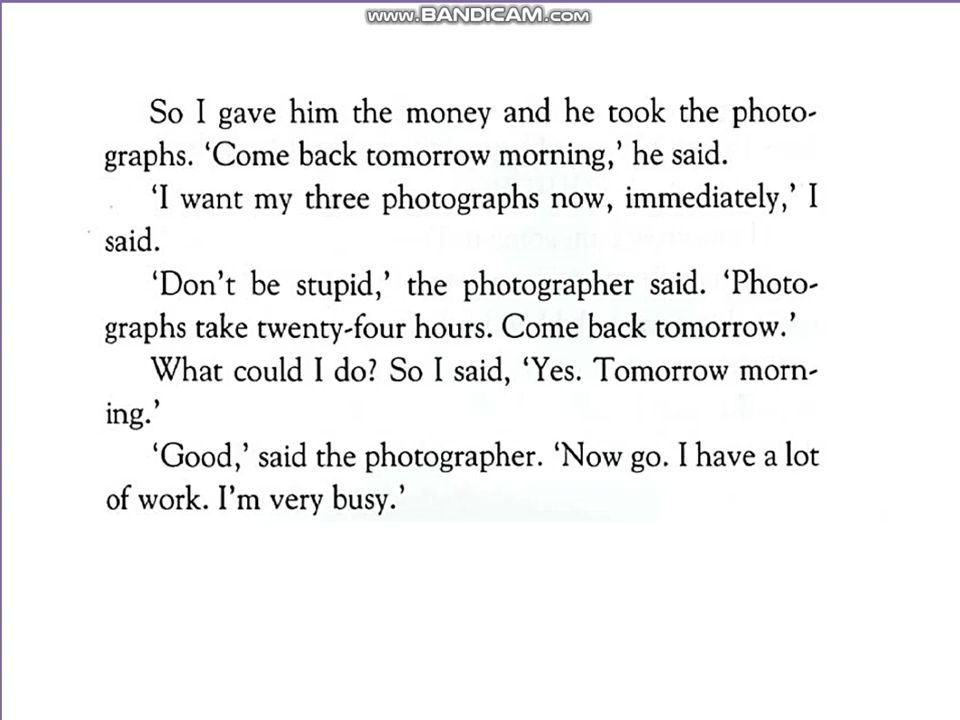 www.BANDICAM.com
So I gave him the money and he took the photo-
graphs. ‘Come back tomorrow morning,’ he said.
‘I want my three photographs now, immediately,’ I
said.
‘Don’t be stupid,’ the photographer said. ‘Photo-
graphs take twenty-four hours. Come back tomorrow.’
What could I do? So I said, ‘Yes. Tomorrow morn-
ing.’
‘Good,’ said the photographer. ‘Now go. I have a lot
of work. I’m very busy.’